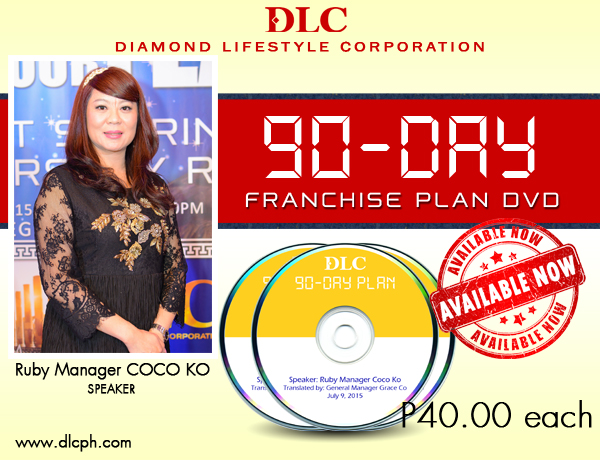 DLC
DIAMOND LIFESTYLE CORPORATION
90-DAY
FRANCHISE PLAN DVD
DLC
90-DAY PLAN
Speaker: Ruby Manager Coco Ko
Translated by: General Manager Grace Co
July 9, 2015
AVAILABLE NOW
AVAILABLE NOW
AVAILABLE NOW
Ruby Manager COCO KO
SPEAKER
P40.00 each
www.dlcph.com